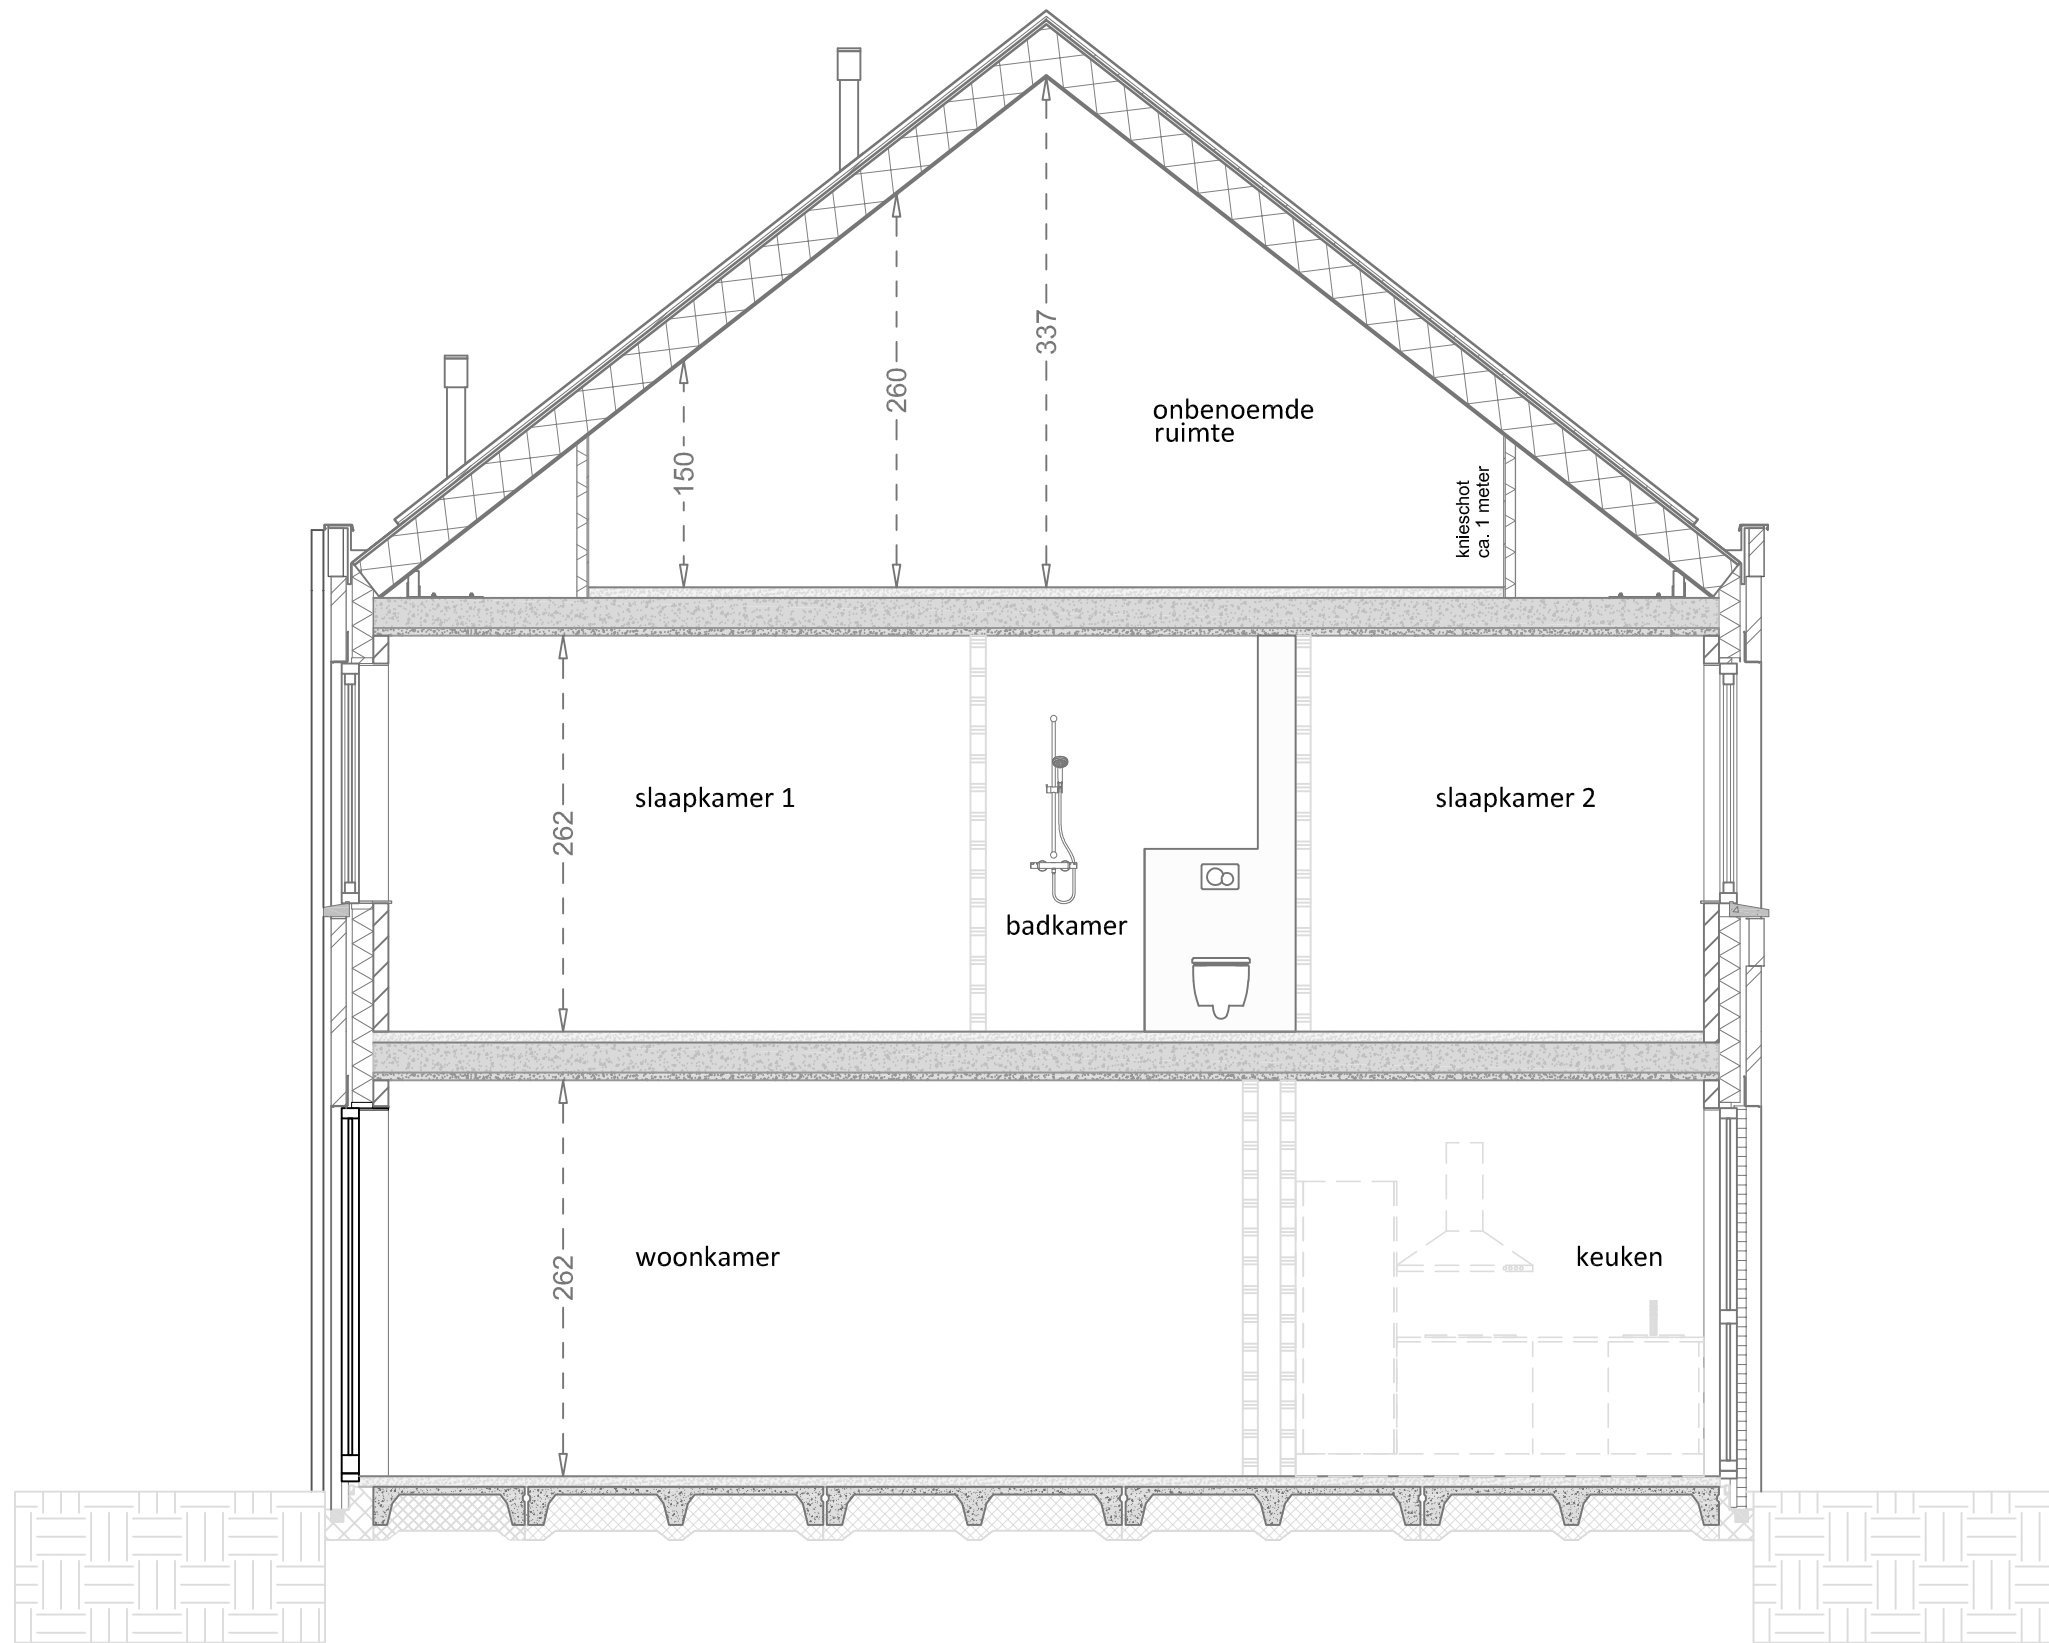 337
260
onbenoemde
ruimte
150
knieschot
ca. 1 meter
262
slaapkamer 1
slaapkamer 2
badkamer
262
woonkamer
keuken